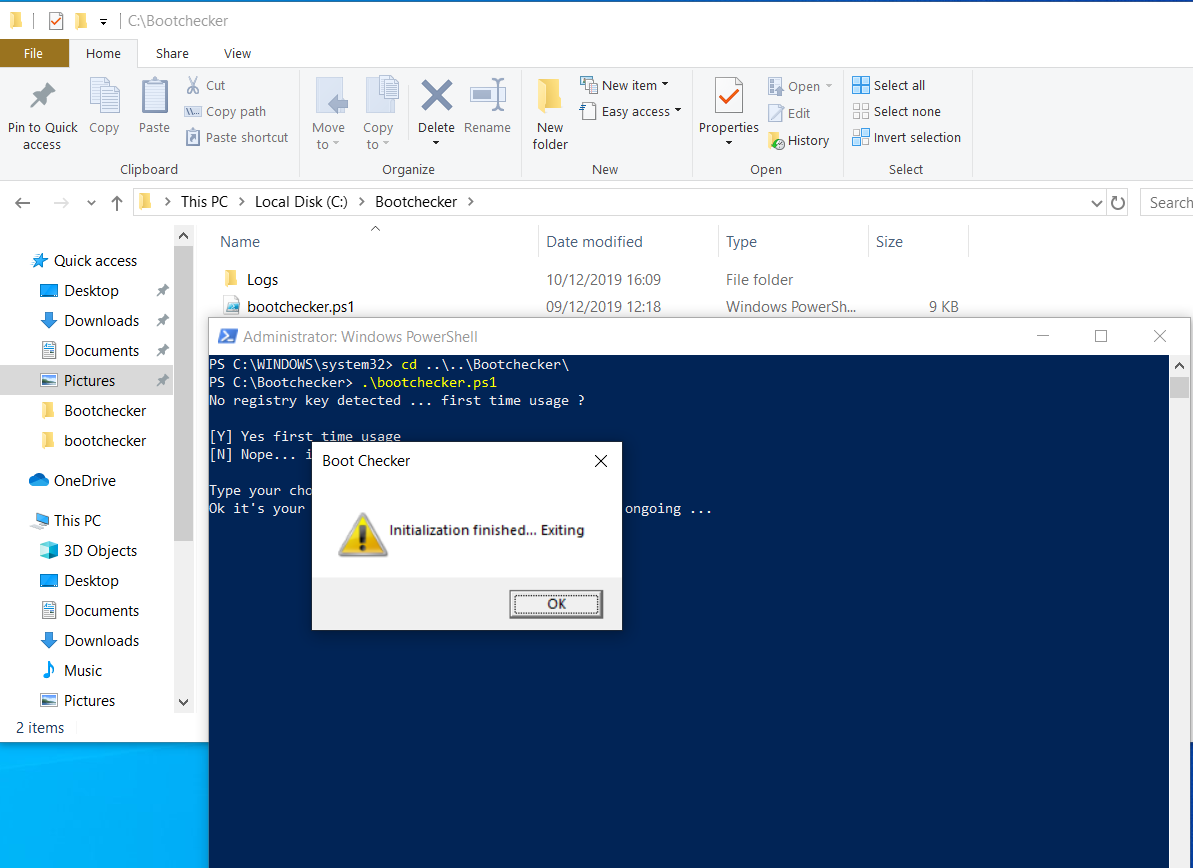 C:\Bootchecker
File
Home
Share
View
Pin to Quick
access
Copy
Paste
Cut
Copy path
Paste shortcut
Clipboard
Move
to
Copy
to
Delete
Rename
Organize
New
folder
New item
Easy access
New
Properties
Open
Edit
History
Open
Select all
Select none
Invert selection
Select
This PC > Local Disk (C:) > Bootchecker >
Search
Name
Date modified
Type
Size
Logs
10/12/2019 16:09
File folder
bootchecker.ps1
09/12/2019 12:18
Windows PowerSh...
9 KB
Quick access
Desktop
Downloads
Documents
Pictures
Bootchecker
bootchecker
OneDrive
This PC
3D Objects
Desktop
Documents
Downloads
Music
Pictures
2 items
Administrator: Windows PowerShell
PS C:\WINDOWS\system32> cd ..\..\Bootchecker\
PS C:\Bootchecker> .\bootchecker.ps1
No registry key detected ... first time usage ?
[Y] Yes first time usage
[N] Nope...
Type your
Ok it's your
ongoing ...
Boot Checker
Initialization finished... Exiting
OK